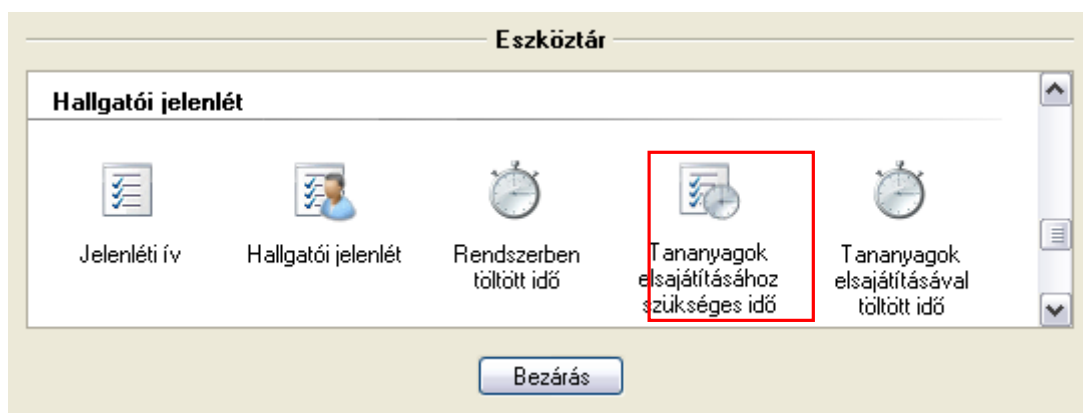 Eszköztár
Hallgatói jelenlét
Jelenléti ív
Hallgatói jelenlét
Rendszerben
töltött idő
Tananyagok
elsajátításához
szükséges idő
Tananyagok
elsajátításával
töltött idő
Bezárás